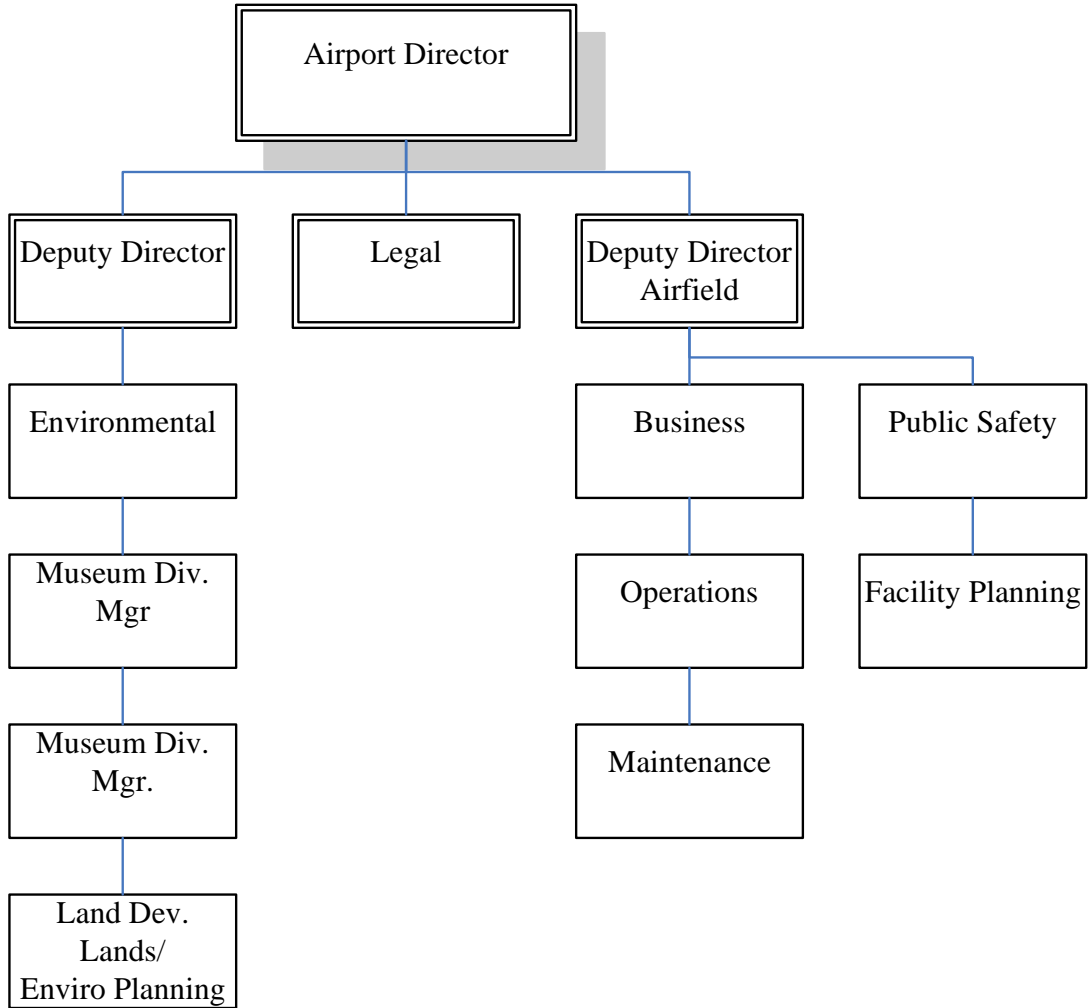 Airport Director
Deputy Director
Legal
Deputy Director
Airfield
Environmental
Business
Public Safety
Museum Div.
Mgr
Operations
Facility Planning
Museum Div.
Mgr.
Maintenance
Land Dev.
Lands/
Enviro Planning